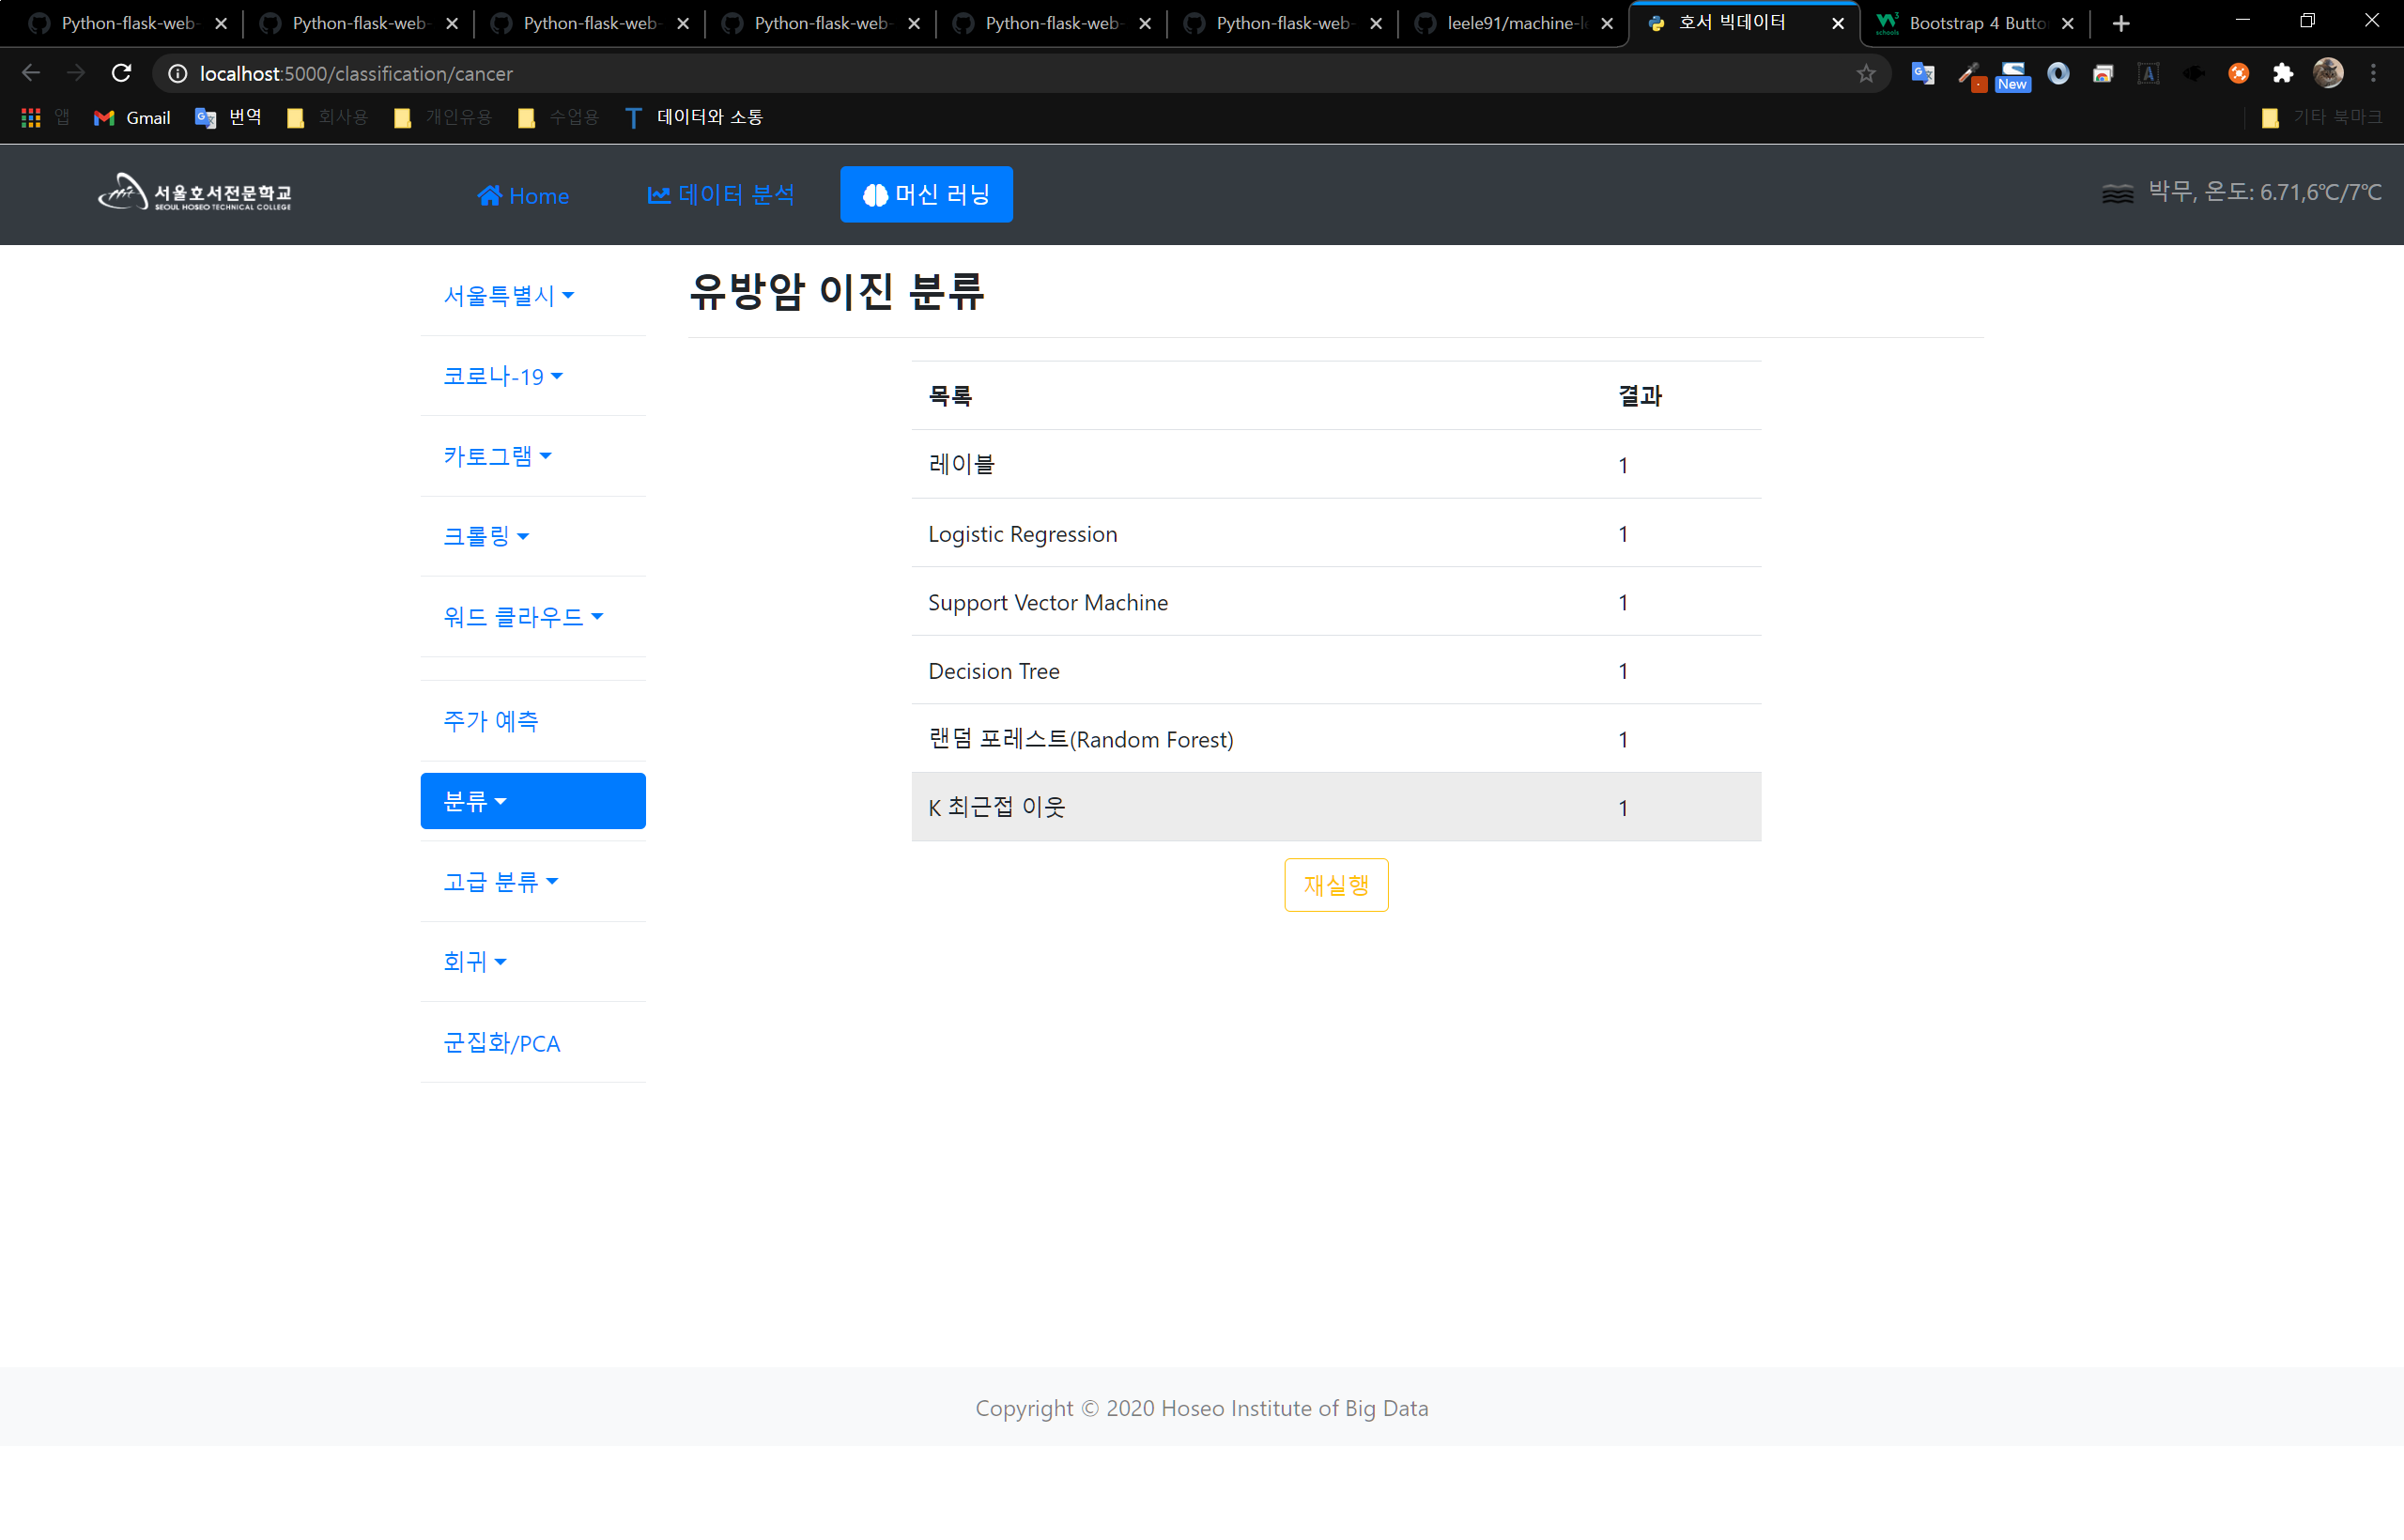 Python-flask-web-
Python-flask-web-
Python-flask-web-
Python-flask-web-
Python-flask-web-
Python-flask-web-
leele91/machine-le
호서 빅데이터
Bootstrap 4 Butto
localhost:5000/classification/cancer
New
앱
Gmail
번역
회사용
개인유용
수업용
데이터와 소통
기타 북마크
서울호서전문학교
SEOUL HOSEO TECHNICAL COLLEGE
Home
데이터 분석
머신 러닝
박무, 온도: 6.71,6℃/7℃
서울특별시
코로나-19
카토그램
크롤링
워드 클라우드
주가 예측
분류
고급 분류
회귀
군집화/PCA
유방암 이진 분류
목록 결과
레이블 1
Logistic Regression 1
Support Vector Machine 1
Decision Tree 1
랜덤 포레스트(Random Forest) 1
K 최근접 이웃 1
재실행
Copyright © 2020 Hoseo Institute of Big Data